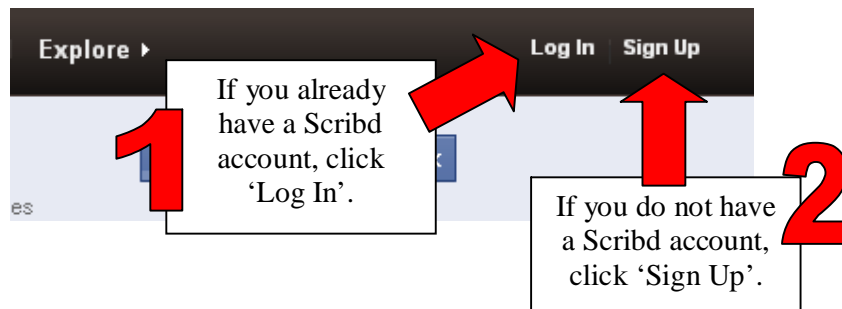 Explore
Log In Sign Up
1
If you already
have a Scribd
account, click
‘Log In’.
es
2
If you do not have
a Scribd account,
click ‘Sign Up’.